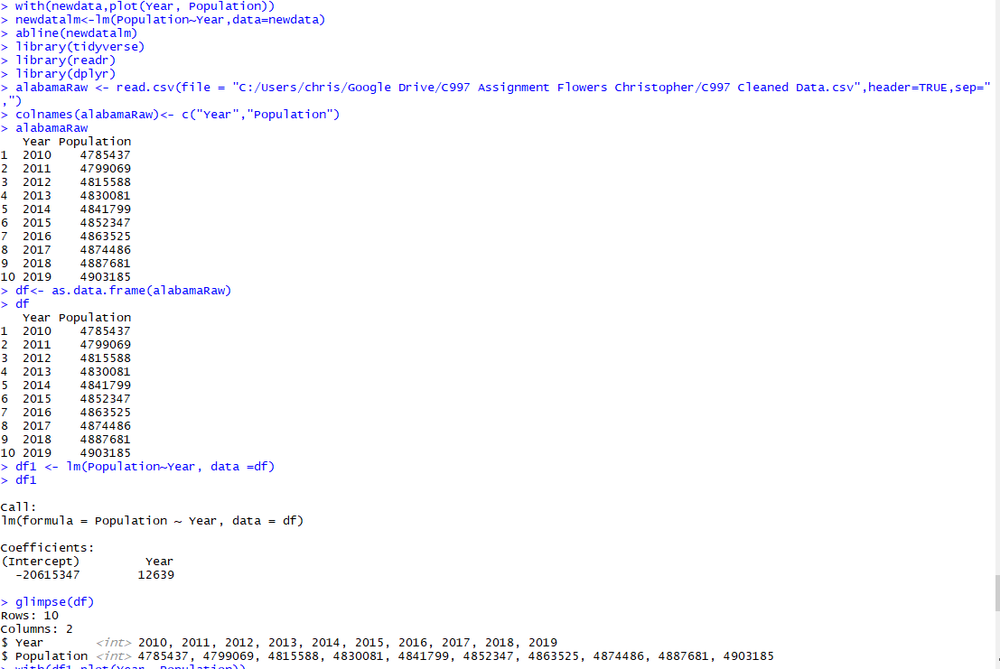 > with(newdata,plot(Year, Population))
> newdatalm<-lm(Population~Year,data=newdata)
> abline(newdatalm)
> library(tidyverse)
> library(readr)
> library(dplyr)
> alabamaRaw <- read.csv(file = "C:/Users/chris/Google Drive/C997 Assignment Flowers Christopher/C997 Cleaned Data.csv",header=TRUE,sep="
,")
> colnames(alabamaRaw)<- c("Year","Population")
> alabamaRaw
   Year Population
1  2010    4785437
2  2011    4799069
3  2012    4815588
4  2013    4830081
5  2014    4841799
6  2015    4852347
7  2016    4863525
8  2017    4874486
9  2018    4887681
10 2019    4903185
> df<- as.data.frame(alabamaRaw)
> df
   Year Population
1  2010    4785437
2  2011    4799069
3  2012    4815588
4  2013    4830081
5  2014    4841799
6  2015    4852347
7  2016    4863525
8  2017    4874486
9  2018    4887681
10 2019    4903185
> df1 <- lm(Population~Year, data =df)
> df1
Call:
lm(formula = Population ~ Year, data = df)
Coefficients:
(Intercept)         Year
  -20615347        12639
> glimpse(df)
Rows: 10
Columns: 2
$ Year       <int> 2010, 2011, 2012, 2013, 2014, 2015, 2016, 2017, 2018, 2019
$ Population <int> 4785437, 4799069, 4815588, 4830081, 4841799, 4852347, 4863525, 4874486, 4887681, 4903185
> with(df1,plot(Year, Population))